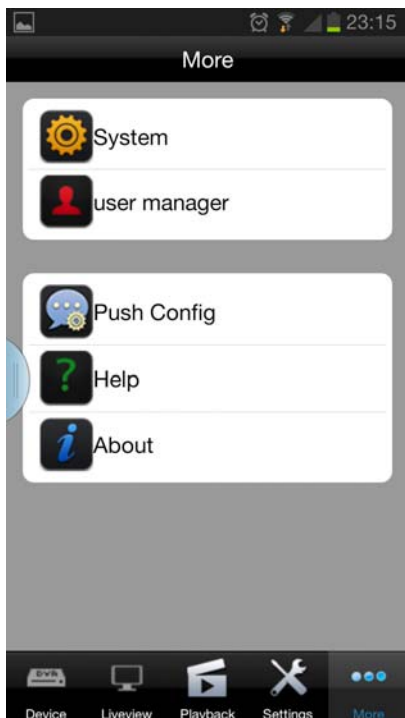 23:15
More
System
user manager
Push Config
Help
About
DVR
Device Liveview Playback Settings More